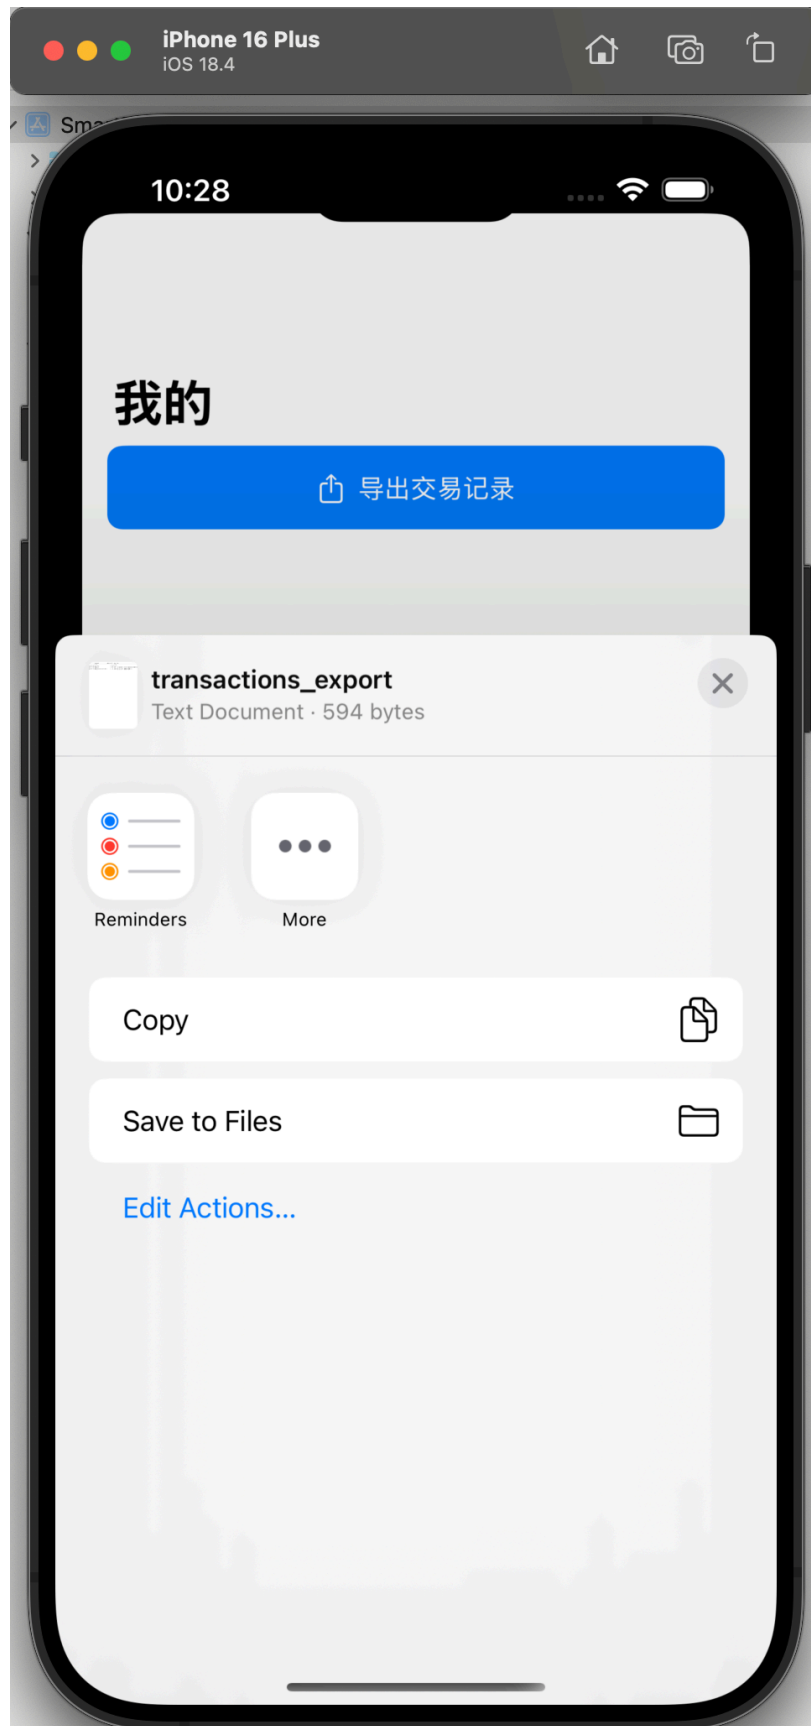 iPhone 16 Plus
iOS 18.4
10:28
我的
导出交易记录
transactions_export
Text Document · 594 bytes
Reminders
More
Copy
Save to Files
Edit Actions...